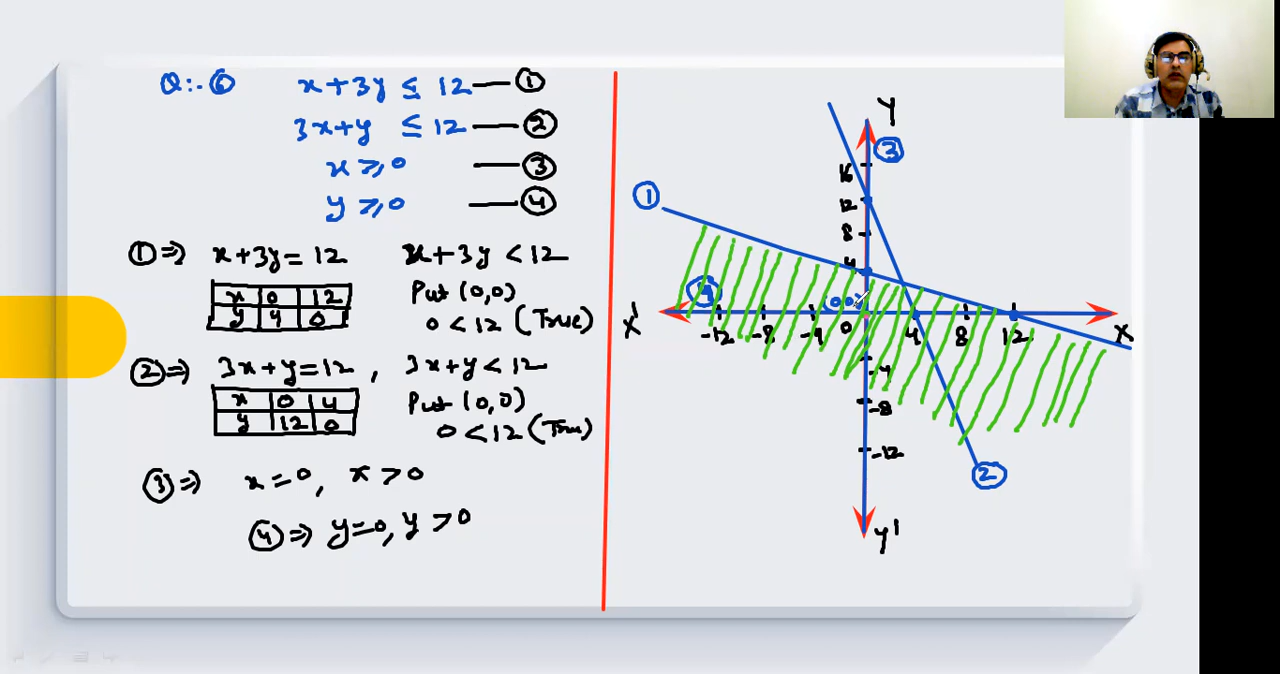 Q:- 6 x+3y ≤ 12 — 1
3x+y ≤ 12 — 2
x ≥ 0 — 3
y ≥ 0 — 4
1 ⇒ x+3y=12 x+3y<12
x 0 12
y 4 0
Put (0,0)
0<12 (True)
2 ⇒ 3x+y=12, 3x+y<12
x 0 4
y 12 0
Put (0,0)
0<12 (True)
3 ⇒ x=0, x>0
4 ⇒ y=0, y>0
Y
3
16
12
1
8
4
4
X' -12 -8 -4 0 4 8 12 X
-4
-8
-12
2
Y'